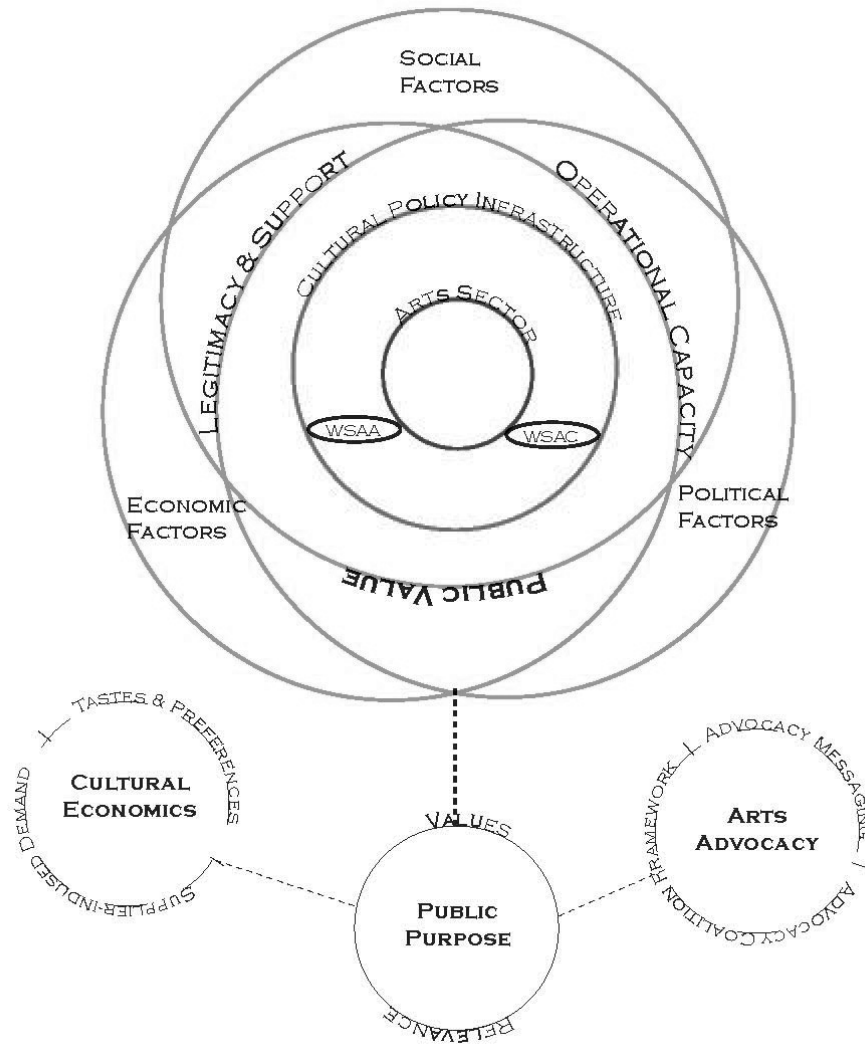 Social
Factors
Legitimacy & Support
Operational Capacity
Cultural Policy Infrastructure
Arts Sector
WSAA
WSAC
Economic
Factors
Political
Factors
Public Value
Tastes & Preferences
Supplier-Indused Demand
Cultural
Economics
Values
Public
Purpose
Relevance
Advocacy Messaging
Advocacy Coalition Framework
Arts
Advocacy